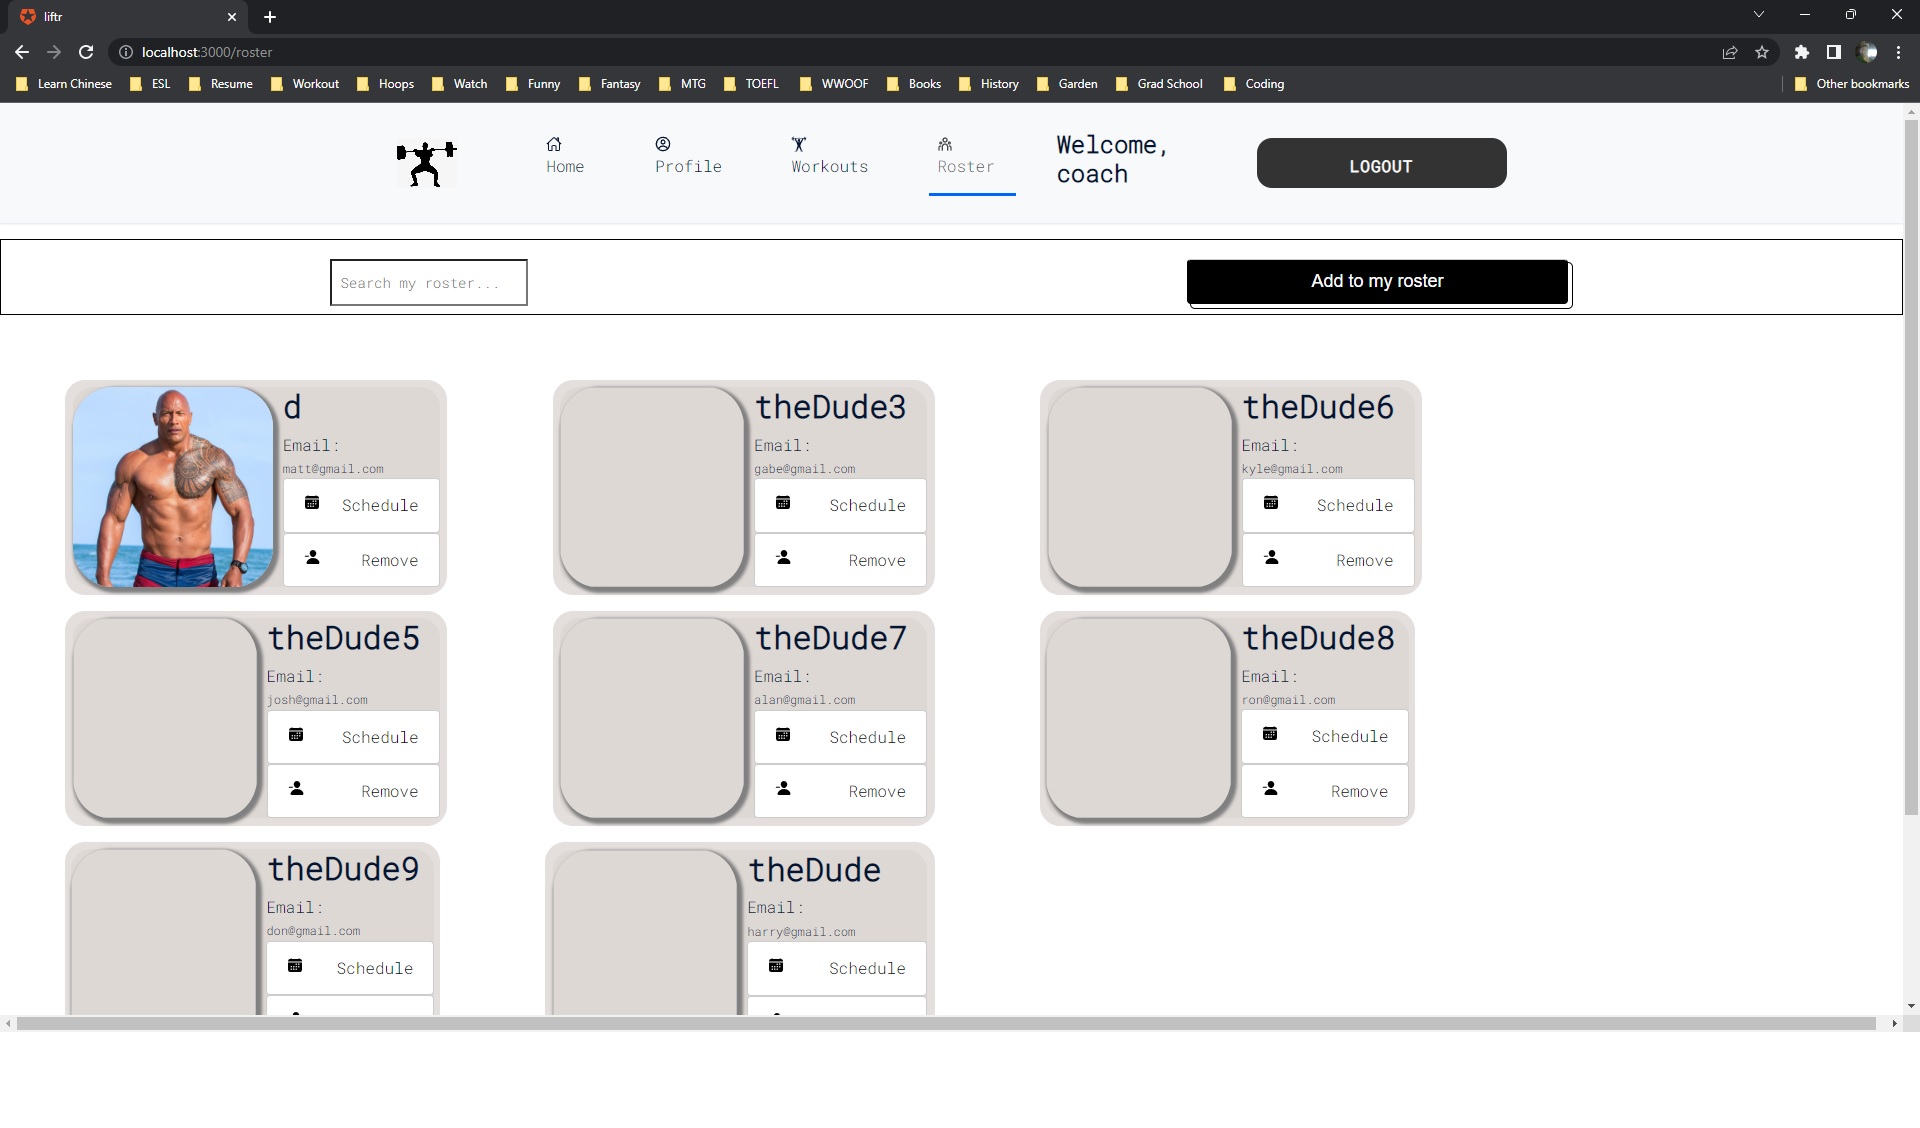 liftr
localhost:3000/roster
Learn Chinese ESL Resume Workout Hoops Watch Funny Fantasy MTG TOEFL WWOOF Books History Garden Grad School Coding Other bookmarks
Home Profile Workouts Roster
Welcome,
coach
LOGOUT
Search my roster...
Add to my roster
d
Email:
matt@gmail.com
Schedule
Remove
theDude3
Email:
gabe@gmail.com
Schedule
Remove
theDude6
Email:
kyle@gmail.com
Schedule
Remove
theDude5
Email:
josh@gmail.com
Schedule
Remove
theDude7
Email:
alan@gmail.com
Schedule
Remove
theDude8
Email:
ron@gmail.com
Schedule
Remove
theDude9
Email:
don@gmail.com
Schedule
theDude
Email:
harry@gmail.com
Schedule